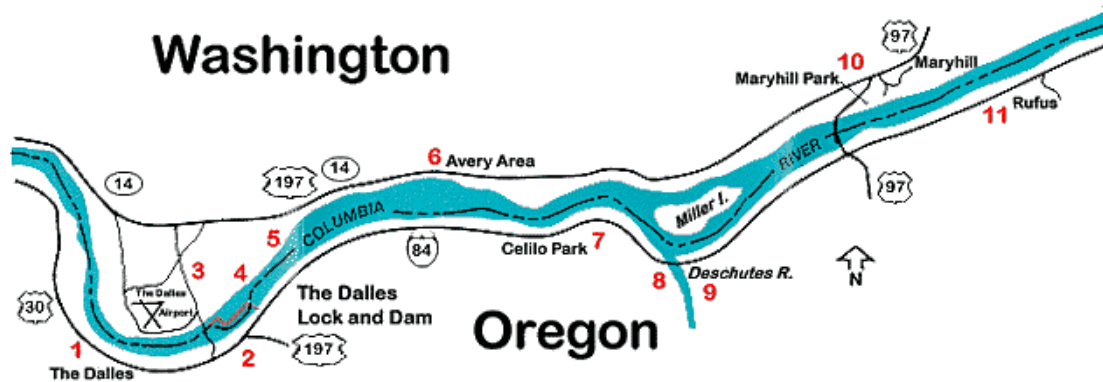 Washington
97
10
Maryhill
Maryhill Park
11
Rufus
6
Avery Area
14
197
14
RIVER
97
Miller I.
COLUMBIA
5
84
Celilo Park
7
N
3
4
8
Deschutes R.
9
The Dalles
Airport
30
The Dalles
Lock and Dam
Oregon
1
2
197
The Dalles